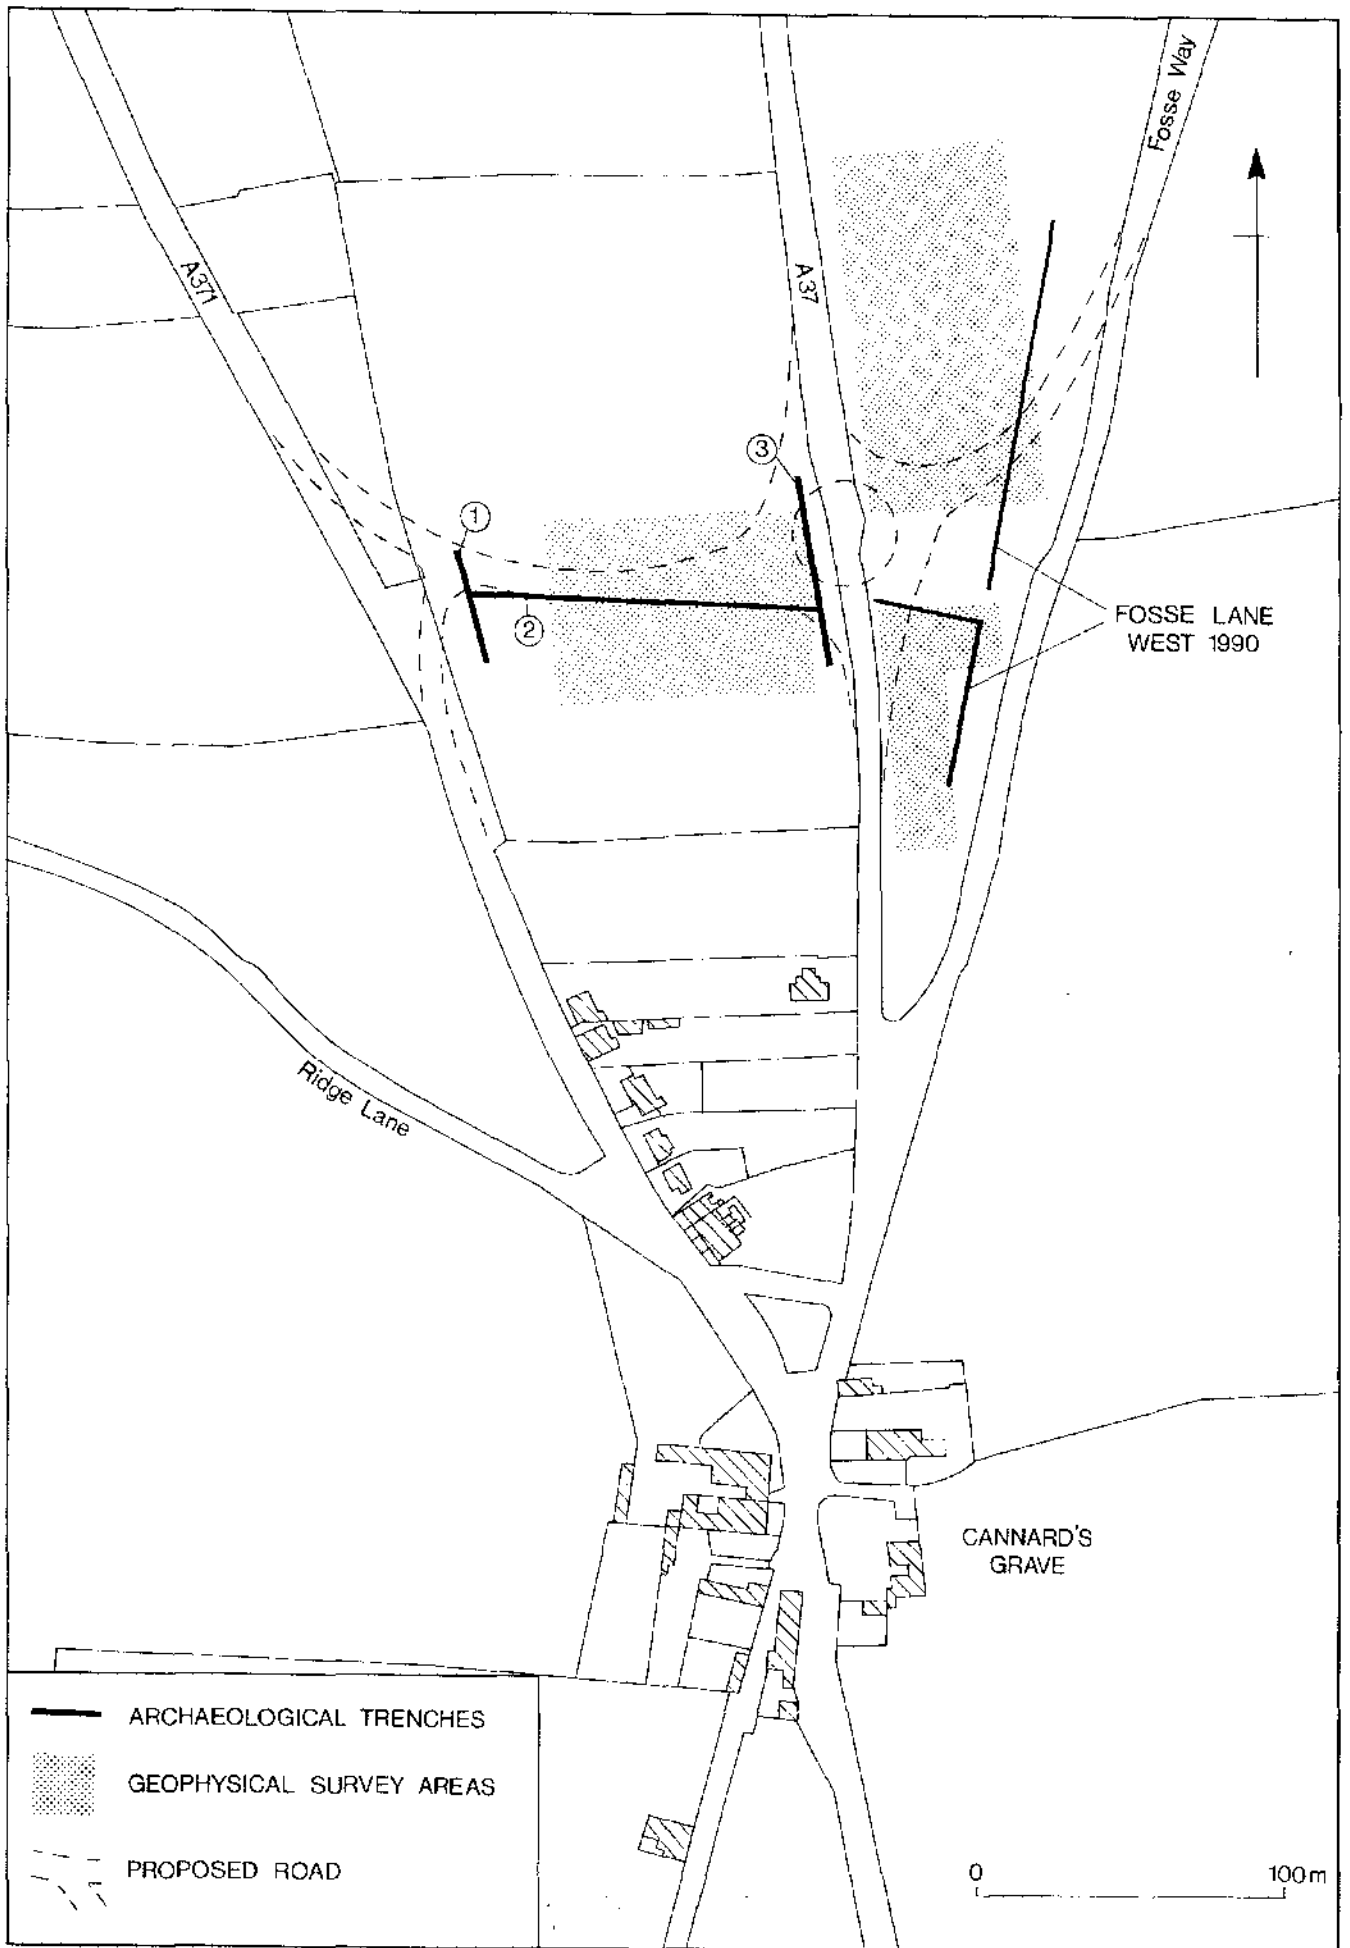 Fosse Way
A371
A37
3
1
2
FOSSE LANE
WEST 1990
Ridge Lane
CANNARD'S
GRAVE
ARCHAEOLOGICAL TRENCHES
GEOPHYSICAL SURVEY AREAS
PROPOSED ROAD
0 100m